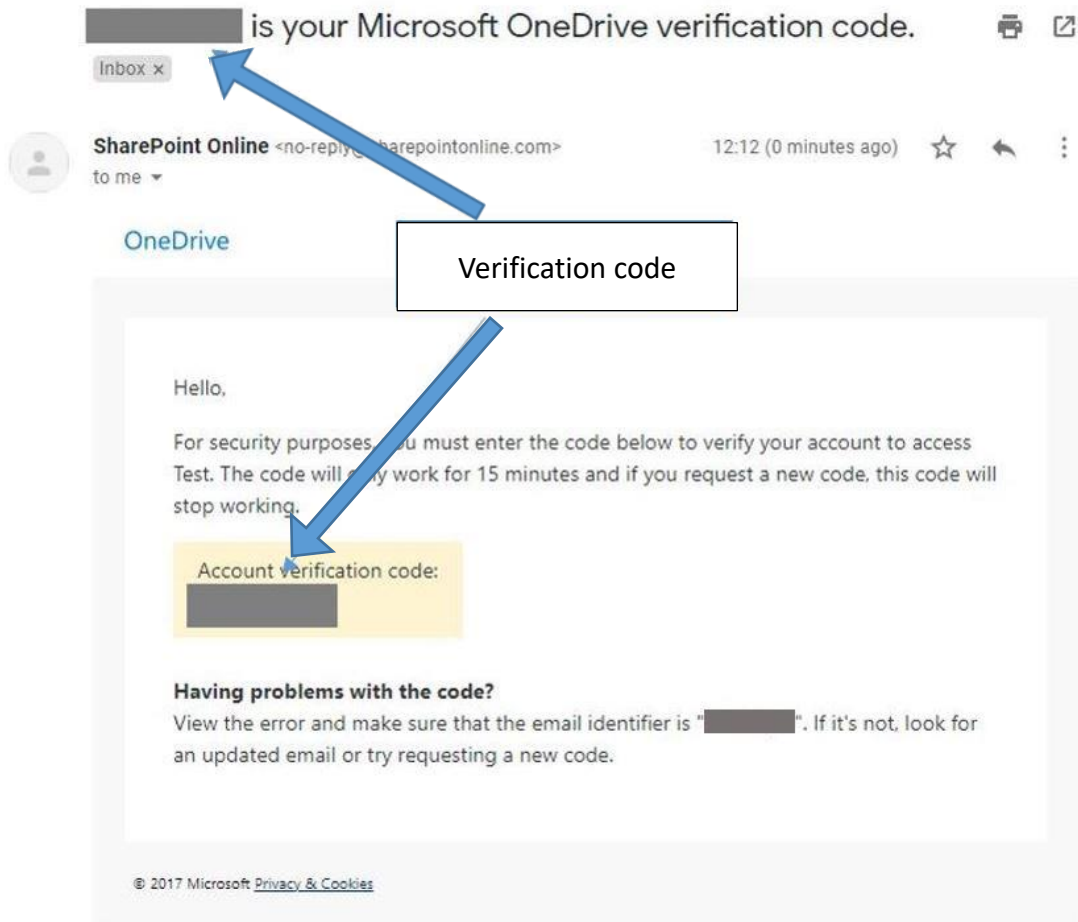 is your Microsoft OneDrive verification code.
Inbox x
SharePoint Online <no-reply@sharepointonline.com>
12:12 (0 minutes ago)
to me
OneDrive
Verification code
Hello,
For security purposes, you must enter the code below to verify your account to access
Test. The code will only work for 15 minutes and if you request a new code, this code will
stop working.
Account verification code:
Having problems with the code?
View the error and make sure that the email identifier is "        ". If it's not, look for
an updated email or try requesting a new code.
© 2017 Microsoft Privacy & Cookies